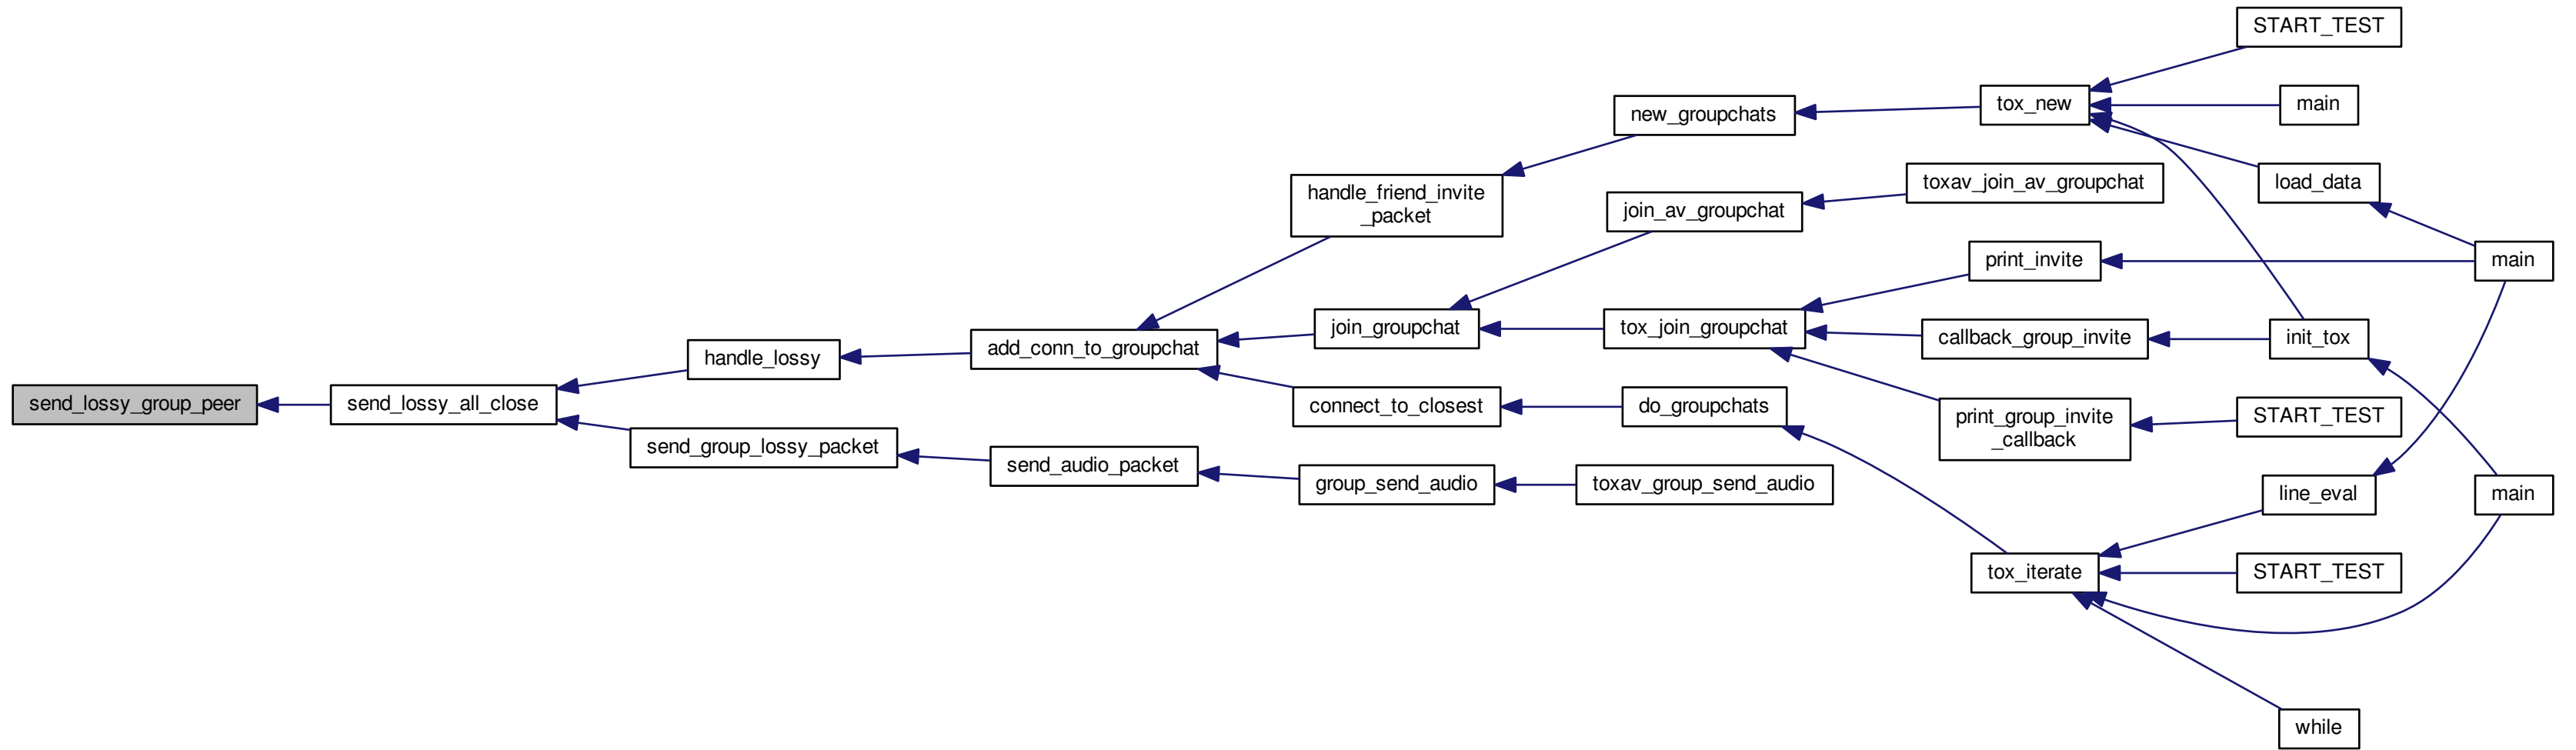 START_TEST
tox_new
main
new_groupchats
handle_friend_invite
_packet
join_av_groupchat
toxav_join_av_groupchat
load_data
print_invite
main
join_groupchat
tox_join_groupchat
callback_group_invite
init_tox
handle_lossy
add_conn_to_groupchat
send_lossy_group_peer
send_lossy_all_close
connect_to_closest
do_groupchats
print_group_invite
_callback
START_TEST
send_group_lossy_packet
send_audio_packet
group_send_audio
toxav_group_send_audio
line_eval
main
tox_iterate
START_TEST
while